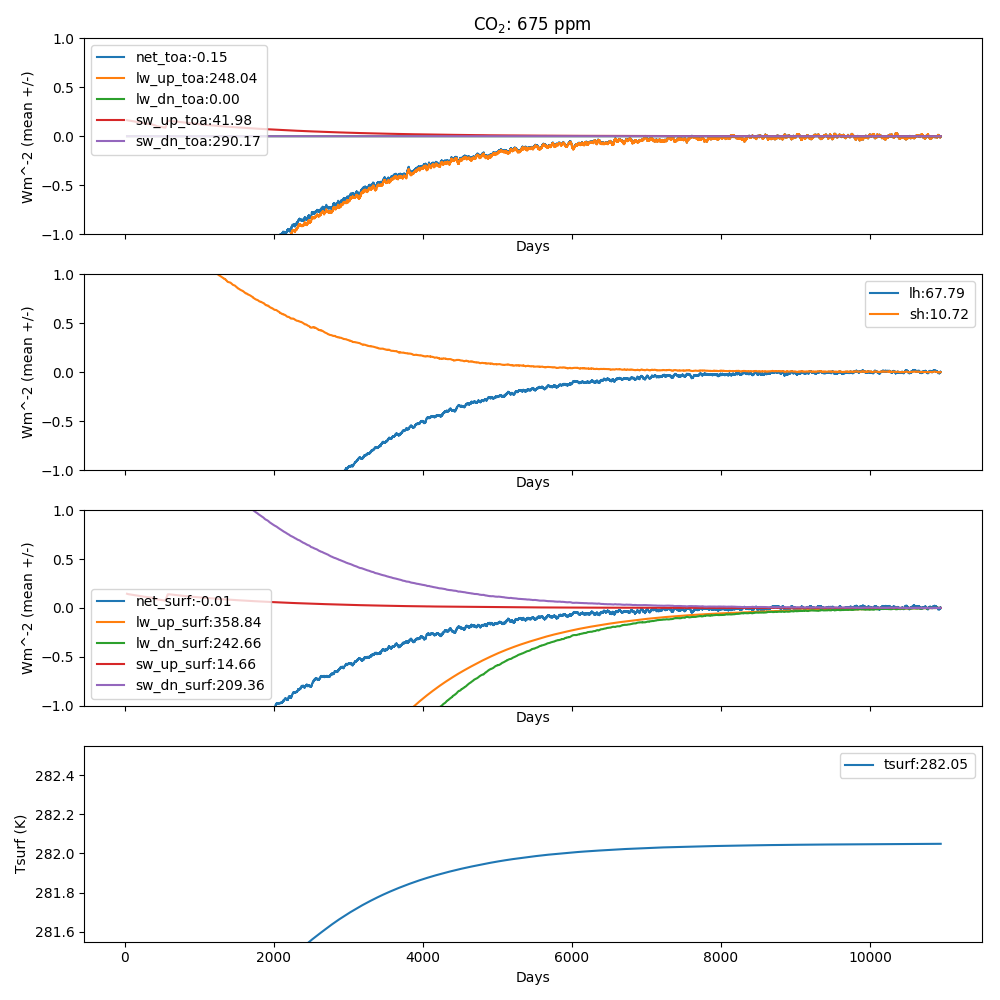 CO₂: 675 ppm
1.0
0.5
0.0
−0.5
−1.0
Wm^-2 (mean +/-)
net_toa:-0.15
lw_up_toa:248.04
lw_dn_toa:0.00
sw_up_toa:41.98
sw_dn_toa:290.17
Days
1.0
0.5
0.0
−0.5
−1.0
Wm^-2 (mean +/-)
lh:67.79
sh:10.72
Days
1.0
0.5
0.0
−0.5
−1.0
Wm^-2 (mean +/-)
net_surf:-0.01
lw_up_surf:358.84
lw_dn_surf:242.66
sw_up_surf:14.66
sw_dn_surf:209.36
Days
282.4
282.2
282.0
281.8
281.6
Tsurf (K)
tsurf:282.05
0 2000 4000 6000 8000 10000
Days